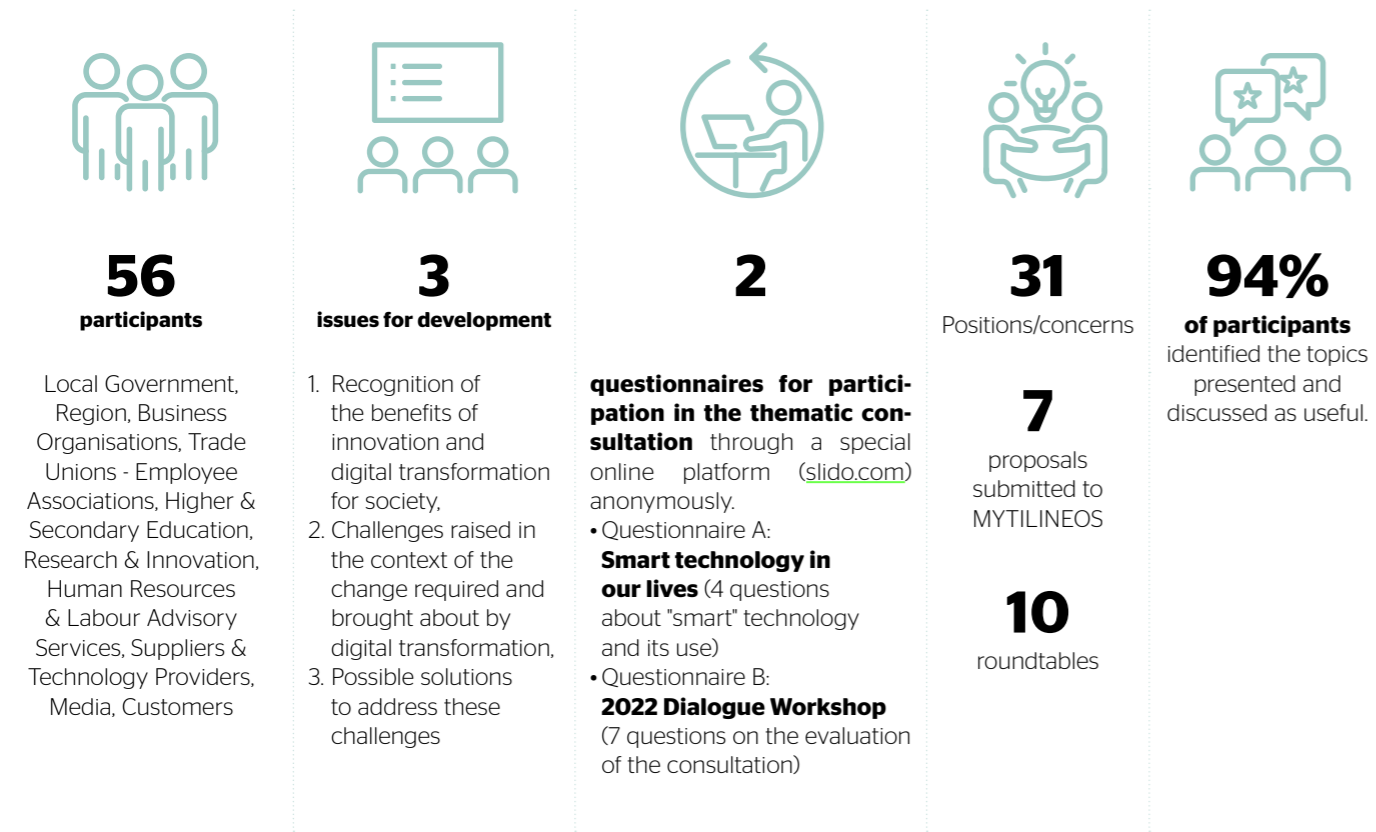 56
participants
Local Government,
Region, Business
Organisations, Trade
Unions - Employee
Associations, Higher &
Secondary Education,
Research & Innovation,
Human Resources
& Labour Advisory
Services, Suppliers &
Technology Providers,
Media, Customers
3
issues for development
1. Recognition of
the benefits of
innovation and
digital transformation
for society,
2. Challenges raised in
the context of the
change required and
brought about by
digital transformation,
3. Possible solutions
to address these
challenges
2
questionnaires for partici-
pation in the thematic con-
sultation through a special
online platform (slido.com)
anonymously.
• Questionnaire A:
Smart technology in
our lives (4 questions
about "smart" technology
and its use)
• Questionnaire B:
2022 Dialogue Workshop
(7 questions on the evaluation
of the consultation)
31
Positions/concerns
7
proposals
submitted to
MYTILINEOS
10
roundtables
94%
of participants
identified the topics
presented and
discussed as useful.